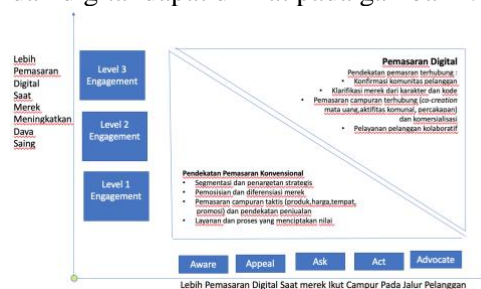 Lebih
Pemasaran
Digital
Saat
Merek
Meningkatkan
Daya
Saing
Level 3
Engagement
Level 2
Engagement
Level 1
Engagement
Pemasaran Digital
Pendekatan pemasran terhubung :
• Konfirmasi komunitas pelanggan
• Klarifikasi merek dari karakter dan kode
• Pemasaran campuran terhubung (co-creation
mata uang,aktifitas komunal, percakapan)
dan komersialisasi
• Pelayanan pelanggan kolaboratif
Pendekatan Pemasaran Konvensional
• Segmentasi dan penargetan strategis
• Pemosisian dan diferensiasi merek
• Pemasaran campuran taktis (produk,harga,tempat,
promosi) dan pendekatan penjualan
• Layanan dan proses yang menciptakan nilai
Aware
Appeal
Ask
Act
Advocate
Lebih Pemasaran Digital Saat merek Ikut Campur Pada Jalur Pelanggan